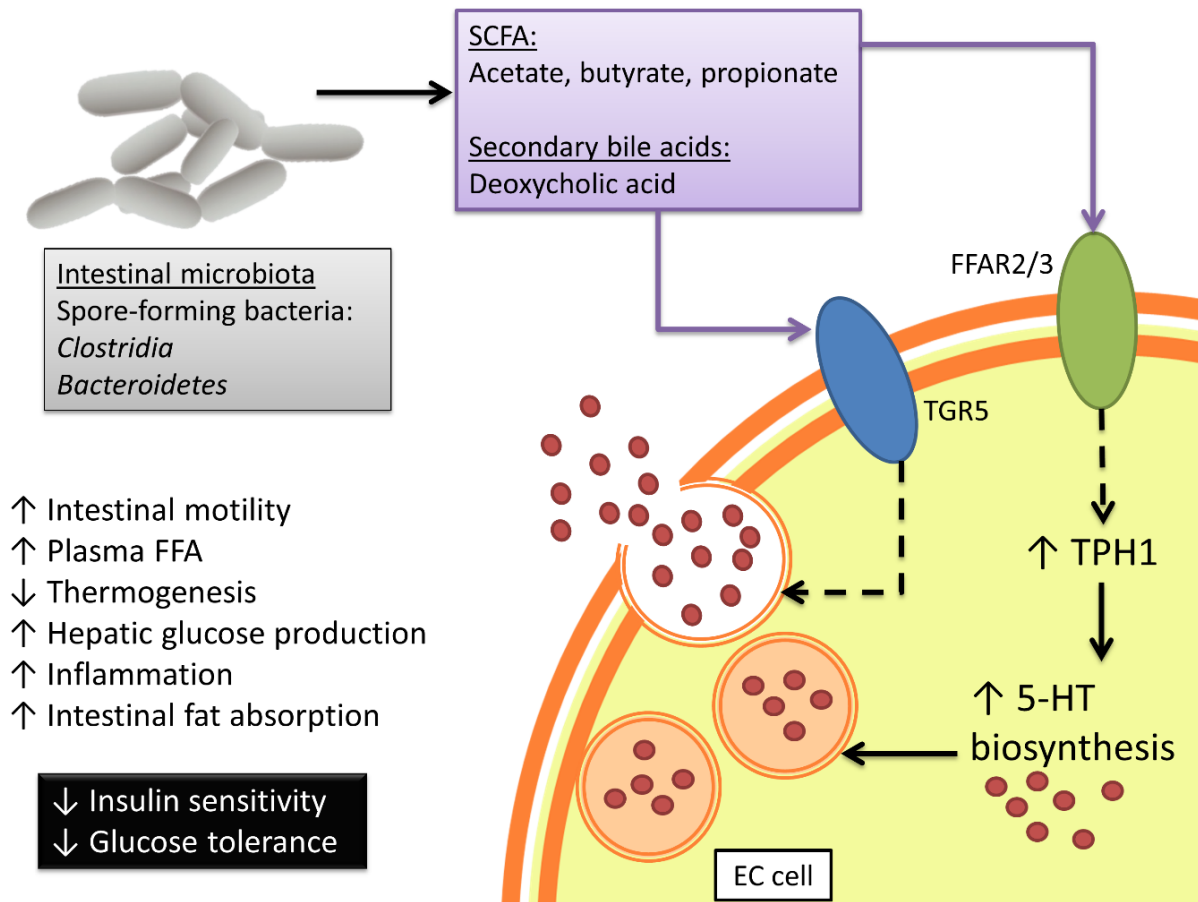 SCFA:
Acetate, butyrate, propionate
Secondary bile acids:
Deoxycholic acid
Intestinal microbiota
Spore-forming bacteria:
Clostridia
Bacteroidetes
FFAR2/3
TGR5
↑ TPH1
↑ 5-HT
biosynthesis
EC cell
↑ Intestinal motility
↑ Plasma FFA
↓ Thermogenesis
↑ Hepatic glucose production
↑ Inflammation
↑ Intestinal fat absorption
↓ Insulin sensitivity
↓ Glucose tolerance